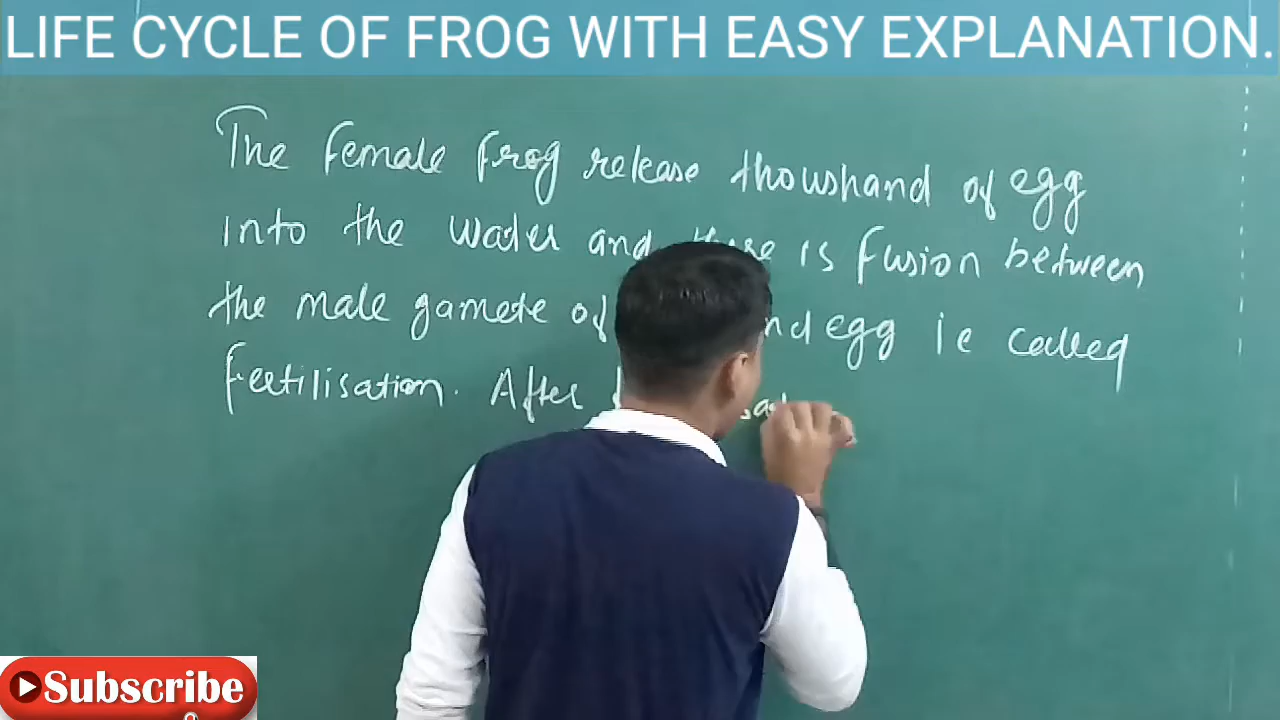 LIFE CYCLE OF FROG WITH EASY EXPLANATION.
The female frog release thoushand of egg
into the water and is fusion between
the male gamete of egg ie called
fertilisation. After
Subscribe